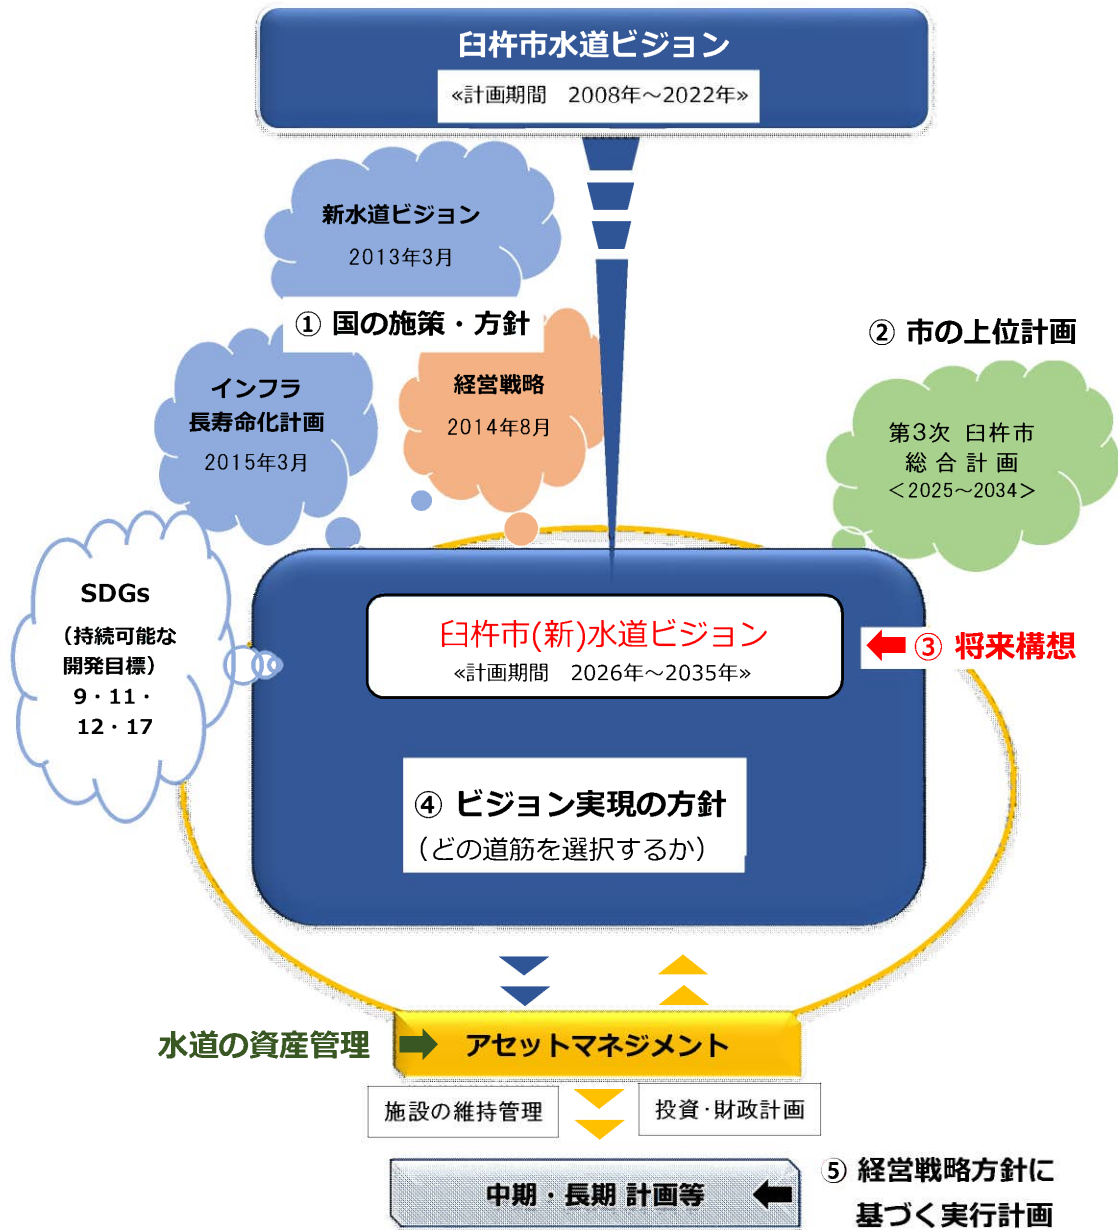 臼杵市水道ビジョン
≪計画期間　2008年～2022年≫
新水道ビジョン
2013年3月
① 国の施策・方針
② 市の上位計画
インフラ
長寿命化計画
2015年3月
経営戦略
2014年8月
第3次 臼杵市
総 合 計 画
＜2025～2034＞
SDGs
（持続可能な
開発目標）
9・11・
12・17
臼杵市(新)水道ビジョン
≪計画期間　2026年～2035年≫
③ 将来構想
④ ビジョン実現の方針
（どの道筋を選択するか）
水道の資産管理
アセットマネジメント
施設の維持管理
投資・財政計画
中期・長期 計画等
⑤ 経営戦略方針に
基づく実行計画